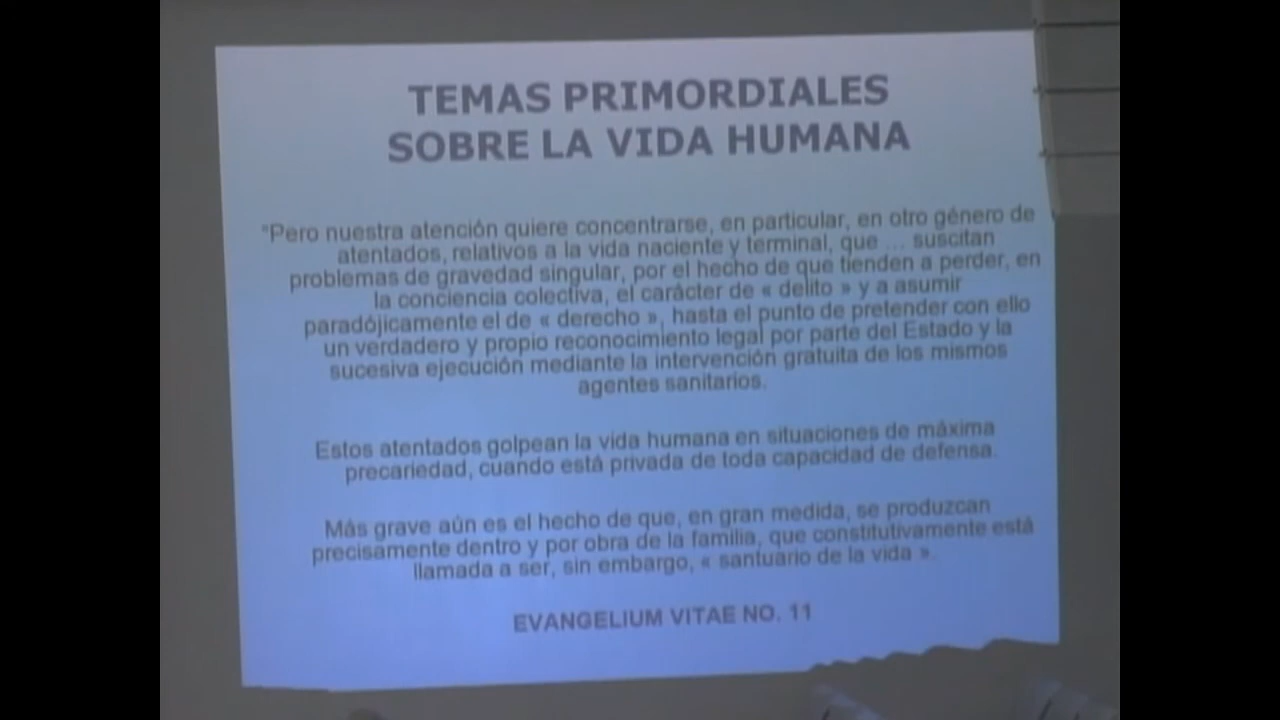 TEMAS PRIMORDIALES
SOBRE LA VIDA HUMANA
"Pero nuestra atención quiere concentrarse, en particular, en otro género de
atentados, relativos a la vida naciente y terminal, que ... suscitan
problemas de gravedad singular, por el hecho de que tienden a perder, en
la conciencia colectiva, el carácter de « delito » y a asumir
paradójicamente el de « derecho », hasta el punto de pretender con ello
un verdadero y propio reconocimiento legal por parte del Estado y la
sucesiva ejecución mediante la intervención gratuita de los mismos
agentes sanitarios.
Estos atentados golpean la vida humana en situaciones de máxima
precariedad, cuando está privada de toda capacidad de defensa.
Más grave aún es el hecho de que, en gran medida, se produzcan
precisamente dentro y por obra de la familia, que constitutivamente está
llamada a ser, sin embargo, « santuario de la vida ».
EVANGELIUM VITAE NO. 11